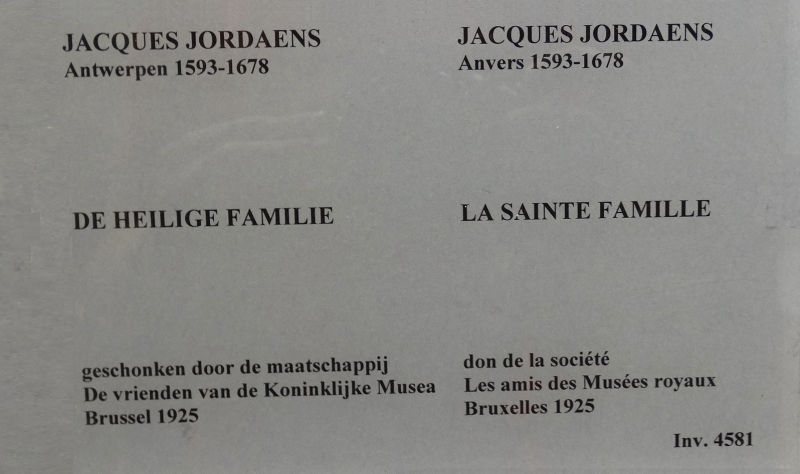 JACQUES JORDAENS
Antwerpen 1593-1678
DE HEILIGE FAMILIE
geschonken door de maatschappij
De vrienden van de Koninklijke Musea
Brussel 1925
JACQUES JORDAENS
Anvers 1593-1678
LA SAINTE FAMILLE
don de la société
Les amis des Musées royaux
Bruxelles 1925
Inv. 4581